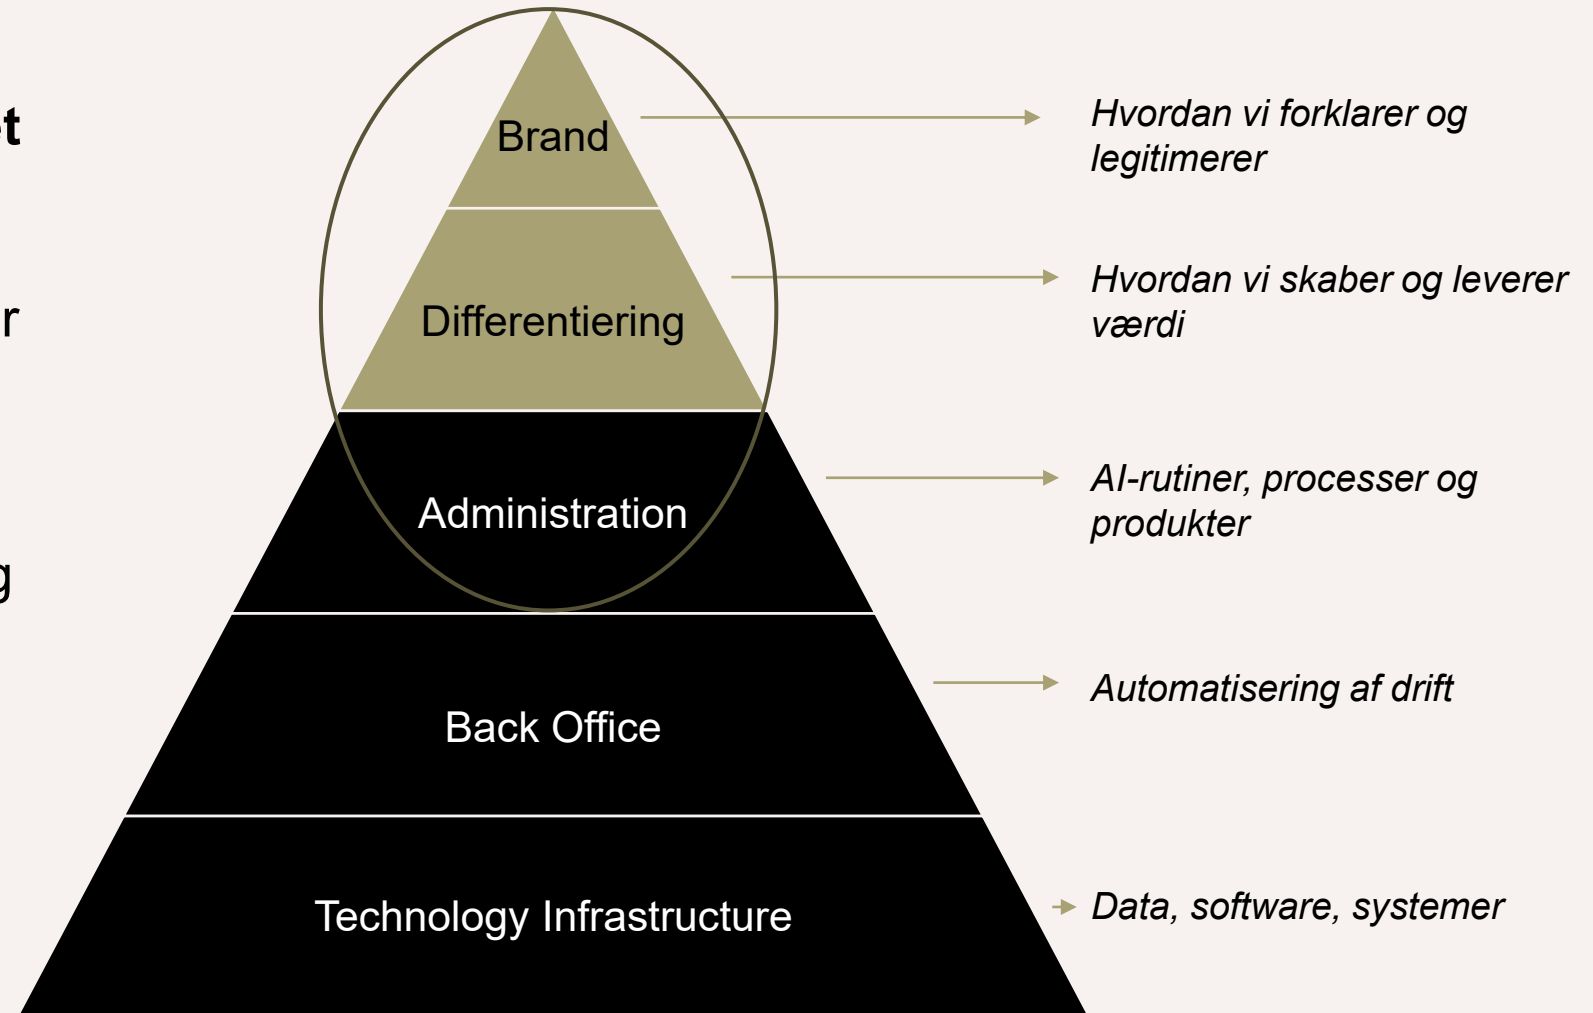 Brand
Hvordan vi forklarer og
legitimerer
Differentiering
Hvordan vi skaber og leverer
værdi
Administration
AI-rutiner, processer og
produkter
Back Office
Automatisering af drift
Technology Infrastructure
Data, software, systemer